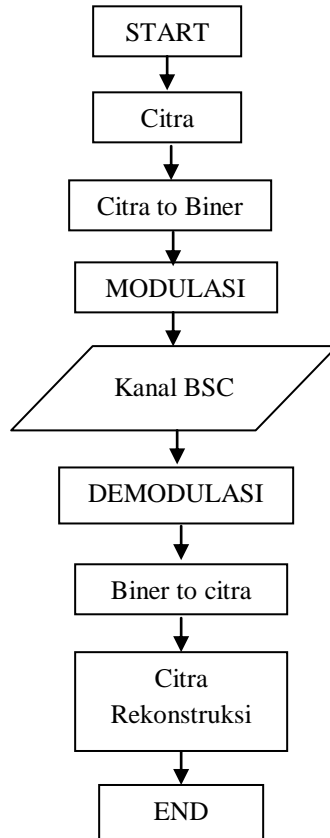 START
Citra
Citra to Biner
MODULASI
Kanal BSC
DEMODULASI
Biner to citra
Citra
Rekonstruksi
END